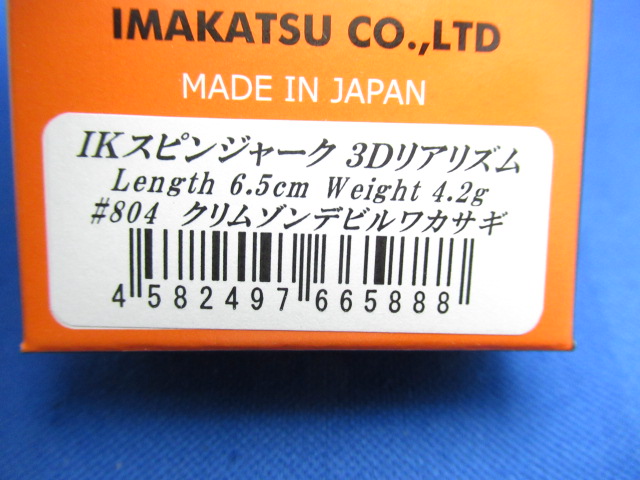 IMAKATSU CO.,LTD
MADE IN JAPAN
IKスピンジャーク 3Dリアリズム
Length 6.5cm Weight 4.2g
#804 クリムゾンデビルワカサギ
4 582497 665888